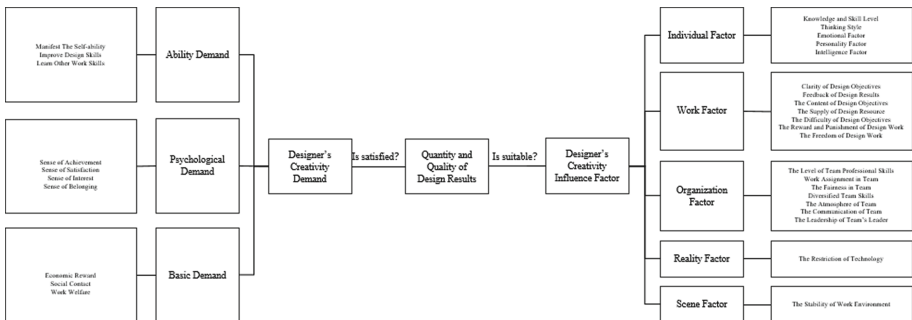 Manifest The Self-ability
Improve Design Skills
Learn Other Work Skills
Ability Demand
Sense of Achievement
Sense of Satisfaction
Sense of Interest
Sense of Belonging
Psychological
Demand
Economic Reward
Social Contact
Work Welfare
Basic Demand
Designer's
Creativity
Demand
Is satisfied?
Quantity and
Quality of
Design Results
Is suitable?
Designer's
Creativity
Influence Factor
Individual Factor
Knowledge and Skill Level
Thinking Style
Emotional Factor
Personality Factor
Intelligence Factor
Work Factor
Clarity of Design Objectives
Feedback of Design Results
The Content of Design Objectives
The Supply of Design Resource
The Difficulty of Design Objectives
The Reward and Punishment of Design Work
The Freedom of Design Work
Organization
Factor
The Level of Team Professional Skills
Work Assignment in Team
The Fairness in Team
Diversified Team Skills
The Atmosphere of Team
The Communication of Team
The Leadership of Team's Leader
Reality Factor
The Restriction of Technology
Scene Factor
The Stability of Work Environment